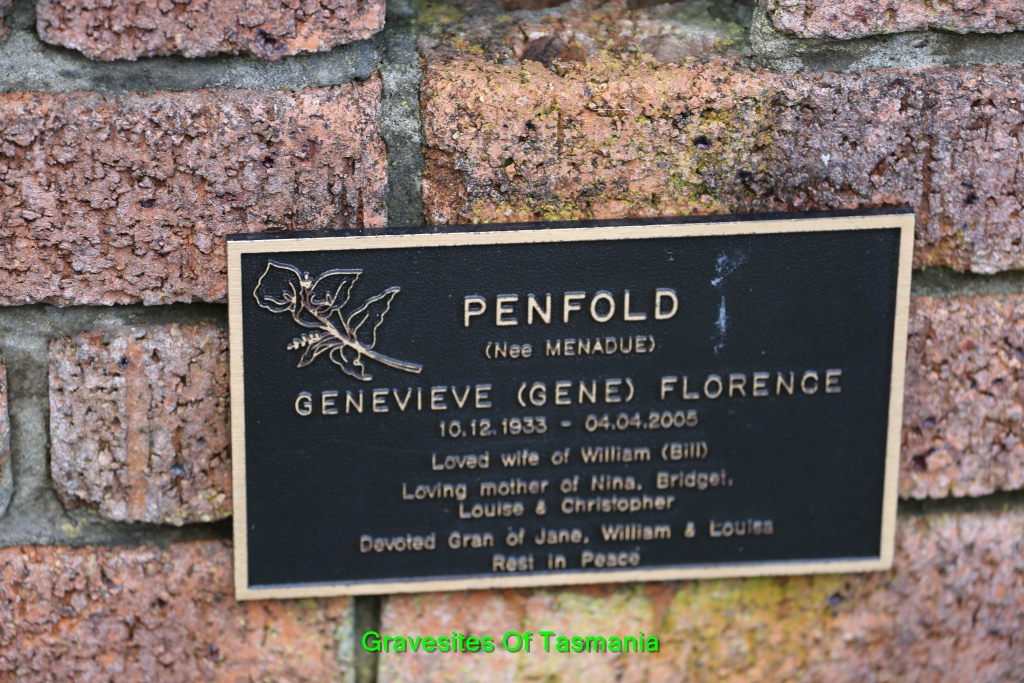 PENFOLD
(Nee MENADUE)
GENEVIEVE (GENE) FLORENCE
10.12.1933 - 04.04.2005
Loved wife of William (Bill)
Loving mother of Nina, Bridget,
Louise & Christopher
Devoted Gran of Jane, William & Louisa
Rest in Peace
Gravesites Of Tasmania